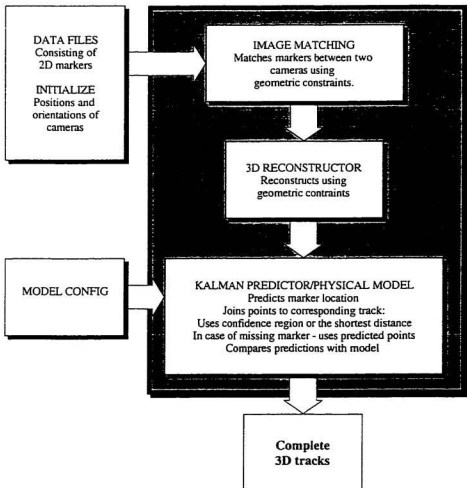 DATA FILES
Consisting of
2D markers
INITIALIZE
Positions and
orientations of
cameras
IMAGE MATCHING
Matches markers between two
cameras using
geometric constraints.
3D RECONSTRUCTOR
Reconstructs using
geometric contraints
MODEL CONFIG
KALMAN PREDICTOR/PHYSICAL MODEL
Predicts marker location
Joins points to corresponding track:
Uses confidence region or the shortest distance
In case of missing marker - uses predicted points
Compares predictions with model
Complete
3D tracks